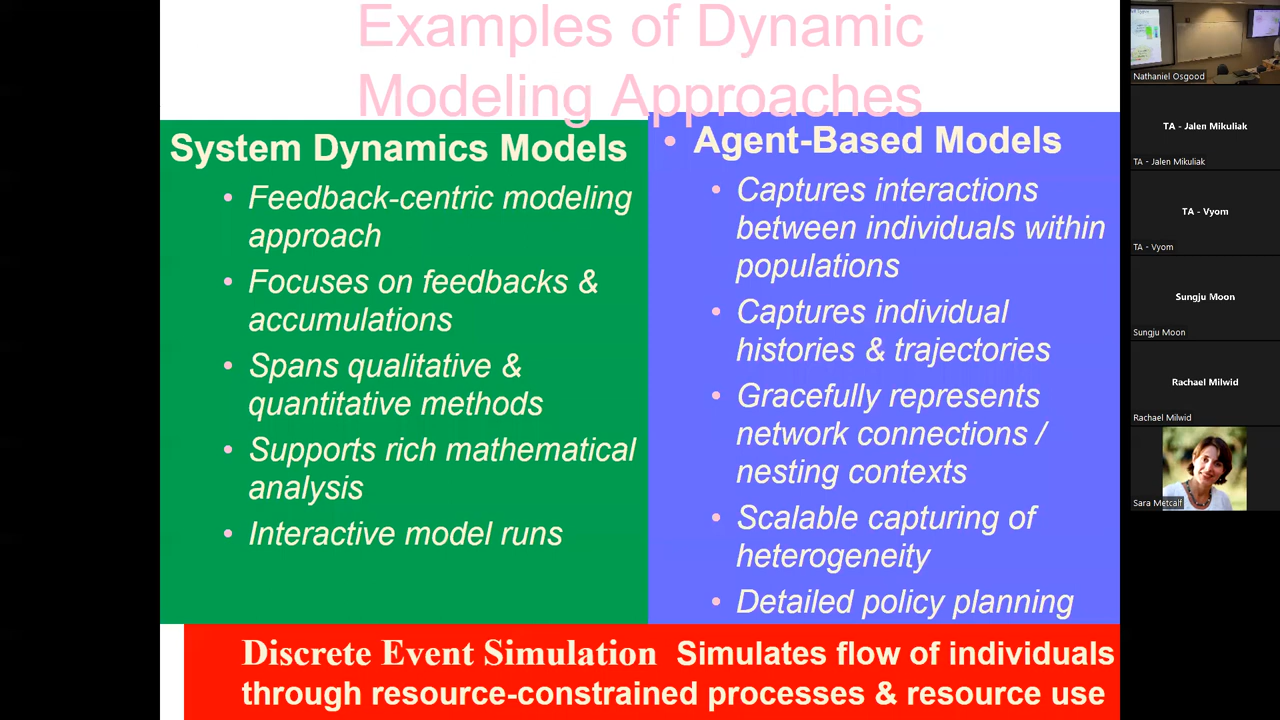 Examples of Dynamic
Modeling Approaches
System Dynamics Models
• Feedback-centric modeling
approach
• Focuses on feedbacks &
accumulations
• Spans qualitative &
quantitative methods
• Supports rich mathematical
analysis
• Interactive model runs
• Agent-Based Models
• Captures interactions
between individuals within
populations
• Captures individual
histories & trajectories
• Gracefully represents
network connections /
nesting contexts
• Scalable capturing of
heterogeneity
• Detailed policy planning
Discrete Event Simulation Simulates flow of individuals
through resource-constrained processes & resource use
Nathaniel Osgood
TA - Jalen Mikuliak
TA - Jalen Mikuliak
TA - Vyom
TA - Vyom
Sungju Moon
Sungju Moon
Rachael Milwid
Rachael Milwid
Sara Metcalf